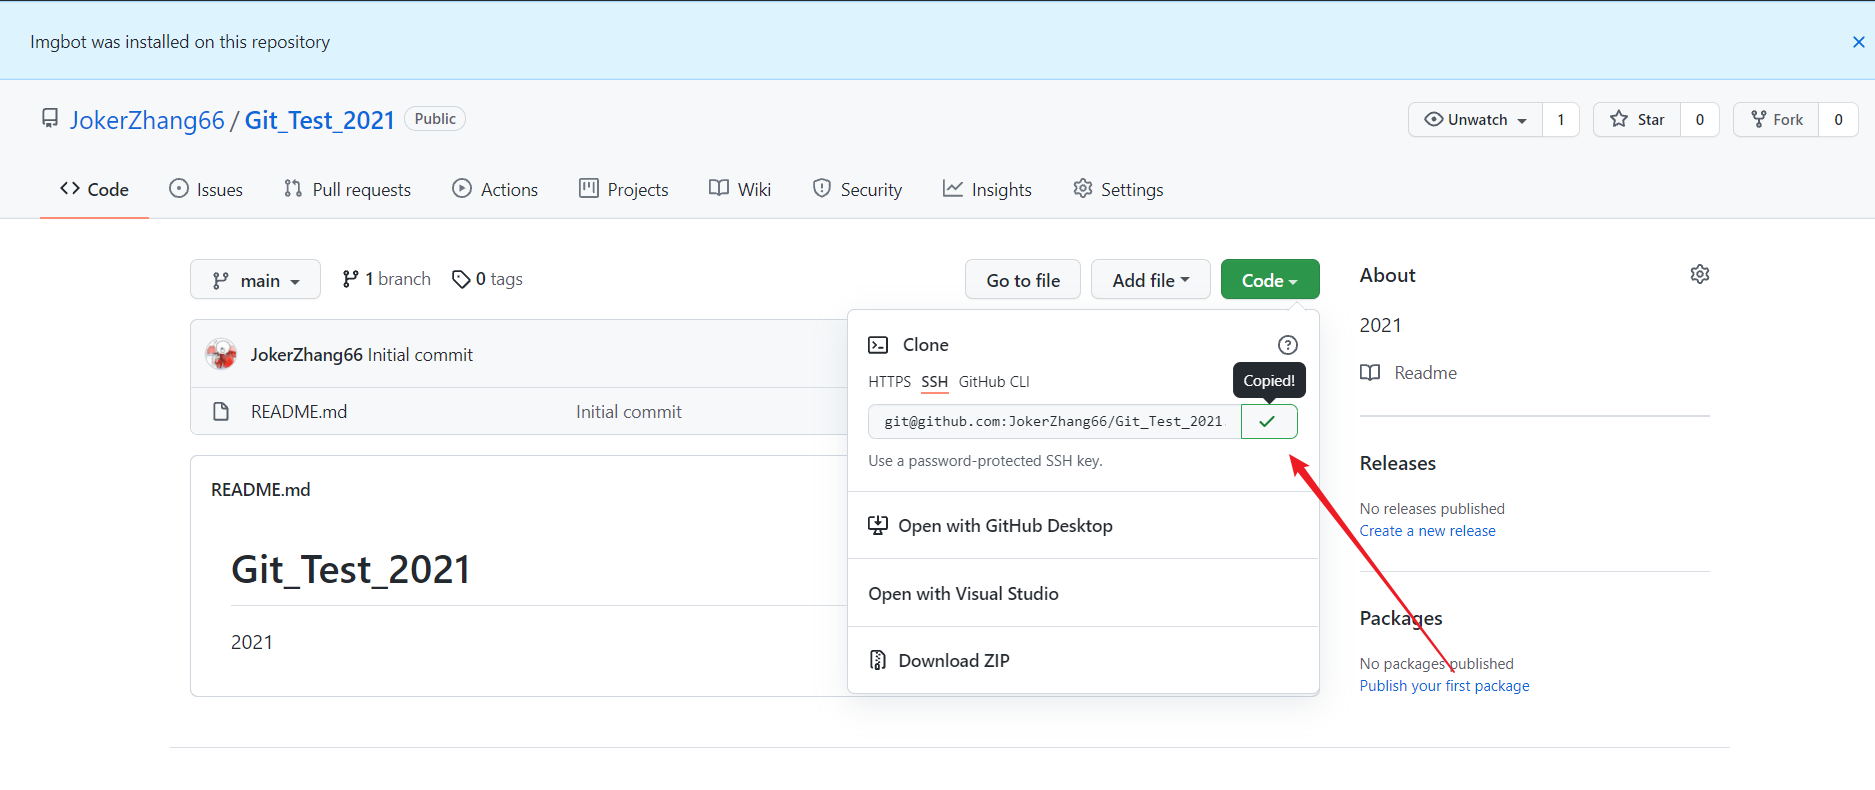 Imgbot was installed on this repository
JokerZhang66 / Git_Test_2021 Public
Unwatch 1 Star 0 Fork 0
Code Issues Pull requests Actions Projects Wiki Security Insights Settings
main 1 branch 0 tags Go to file Add file Code
JokerZhang66 Initial commit
README.md Initial commit
README.md
Git_Test_2021
2021
Clone
HTTPS SSH GitHub CLI
Copied!
git@github.com:JokerZhang66/Git_Test_2021
Use a password-protected SSH key.
Open with GitHub Desktop
Open with Visual Studio
Download ZIP
About
2021
Readme
Releases
No releases published
Create a new release
Packages
No packages published
Publish your first package